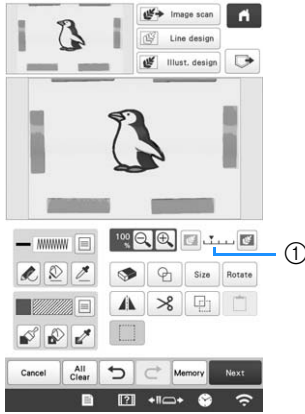 Image scan
Line design
Illust. design
100
%
①
Size
Rotate
Cancel
All
Clear
Memory
Next